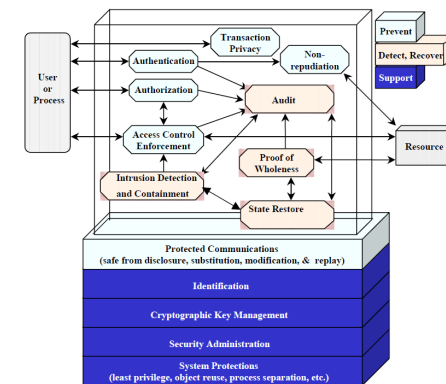 Transaction
Privacy
Prevent
Non-
repudiation
Detect, Recover
Support
User
or
Process
Authentication
Authorization
Audit
Access Control
Enforcement
Resource
Proof of
Wholeness
Intrusion Detection
and Containment
State Restore
Protected Communications
(safe from disclosure, substitution, modification, & replay)
Identification
Cryptographic Key Management
Security Administration
System Protections
(least privilege, object reuse, process separation, etc.)